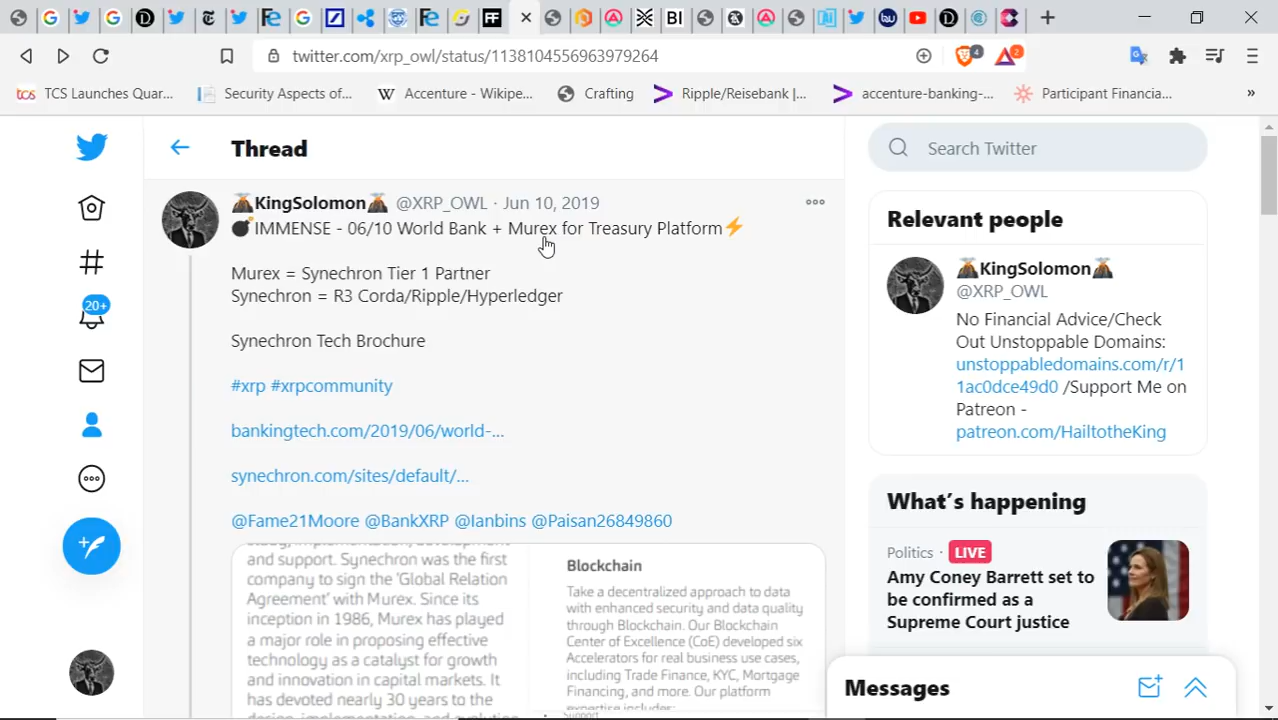 twitter.com/xrp_owl/status/1138104556963979264
4
2
TCS Launches Quar...
Security Aspects of...
W Accenture - Wikipe...
Crafting
Ripple/Reisebank |...
accenture-banking-...
Participant Financia...
»
Thread
Search Twitter
🌋KingSolomon🌋 @XRP_OWL · Jun 10, 2019
💣IMMENSE - 06/10 World Bank + Murex for Treasury Platform⚡
Murex = Synechron Tier 1 Partner
Synechron = R3 Corda/Ripple/Hyperledger
Synechron Tech Brochure
#xrp #xrpcommunity
bankingtech.com/2019/06/world-...
synechron.com/sites/default/...
@Fame21Moore @BankXRP @Ianbins @Paisan26849860
and support. Synechron was the first
company to sign the 'Global Relation
Agreement' with Murex. Since its
inception in 1986, Murex has played
a major role in proposing effective
technology as a catalyst for growth
and innovation in capital markets. It
has devoted nearly 30 years to the
Blockchain
Take a decentralized approach to data
with enhanced security and data quality
through Blockchain. Our Blockchain
Center of Excellence (CoE) developed six
Accelerators for real business use cases,
including Trade Finance, KYC, Mortgage
Financing, and more. Our platform
expertise includes:
Support
20+
Relevant people
🌋KingSolomon🌋
@XRP_OWL
No Financial Advice/Check
Out Unstoppable Domains:
unstoppabledomains.com/r/1
1ac0dce49d0 /Support Me on
Patreon -
patreon.com/HailtotheKing
What's happening
Politics · LIVE
Amy Coney Barrett set to
be confirmed as a
Supreme Court justice
Messages